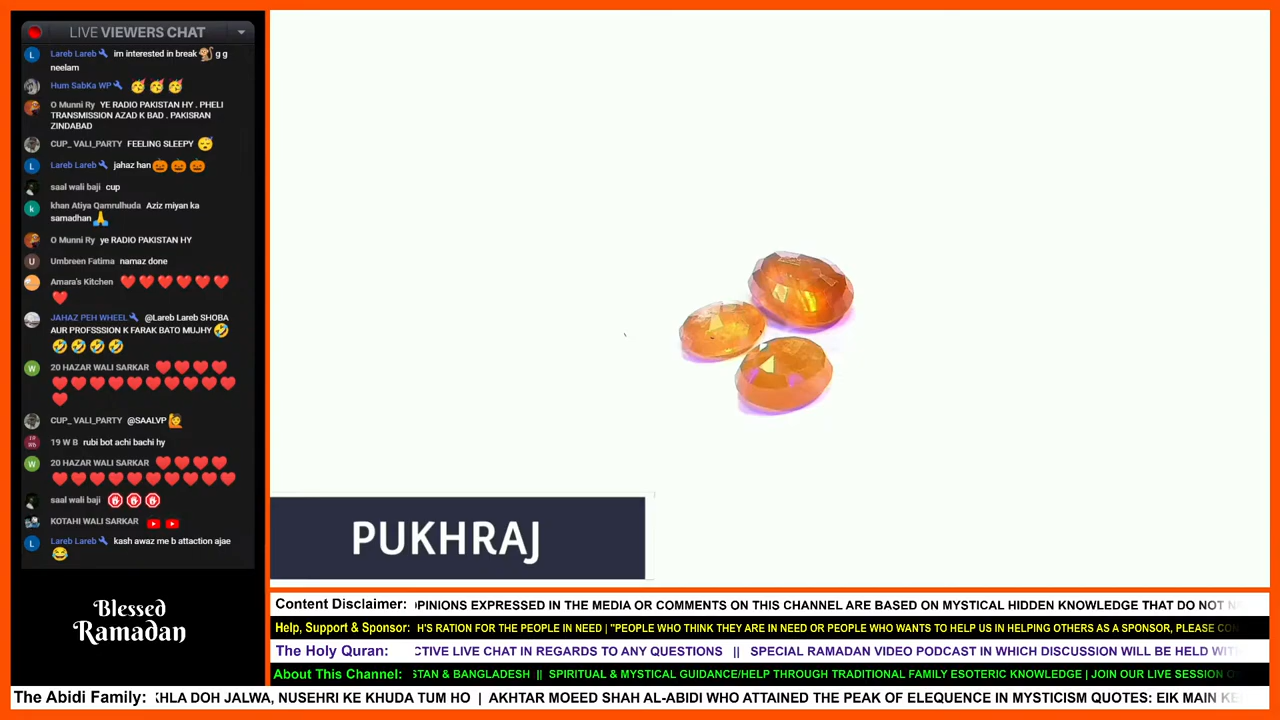 LIVE VIEWERS CHAT
Lareb Lareb im interested in break g g
neelam
Hum SabKa WP
O Munni Ry YE RADIO PAKISTAN HY . PHELI
TRANSMISSION AZAD K BAD . PAKISRAN
ZINDABAD
CUP_ VALI_PARTY FEELING SLEEPY
Lareb Lareb jahaz han
saal wali baji cup
khan Atiya Qamrulhuda Aziz miyan ka
samadhan
O Munni Ry ye RADIO PAKISTAN HY
Umbreen Fatima namaz done
Amara's Kitchen
JAHAZ PEH WHEEL @Lareb Lareb SHOBA
AUR PROFSSSION K FARAK BATO MUJHY
20 HAZAR WALI SARKAR
CUP_ VALI_PARTY @SAALVP
19 W B rubi bot achi bachi hy
20 HAZAR WALI SARKAR
saal wali baji
KOTAHI WALI SARKAR
Lareb Lareb kash awaz me b attaction ajae
Blessed
Ramadan
PUKHRAJ
Content Disclaimer: OPINIONS EXPRESSED IN THE MEDIA OR COMMENTS ON THIS CHANNEL ARE BASED ON MYSTICAL HIDDEN KNOWLEDGE THAT DO NOT
Help, Support & Sponsor: H'S RATION FOR THE PEOPLE IN NEED | "PEOPLE WHO THINK THEY ARE IN NEED OR PEOPLE WHO WANTS TO HELP US IN HELPING OTHERS AS A SPONSOR, PLEASE
The Holy Quran: CTIVE LIVE CHAT IN REGARDS TO ANY QUESTIONS || SPECIAL RAMADAN VIDEO PODCAST IN WHICH DISCUSSION WILL BE HELD
About This Channel: STAN & BANGLADESH || SPIRITUAL & MYSTICAL GUIDANCE/HELP THROUGH TRADITIONAL FAMILY ESOTERIC KNOWLEDGE | JOIN OUR LIVE SESSION
The Abidi Family: KHLA DOH JALWA, NUSEHRI KE KHUDA TUM HO | AKHTAR MOEED SHAH AL-ABIDI WHO ATTAINED THE PEAK OF ELEQUENCE IN MYSTICISM QUOTES: EIK MAIN